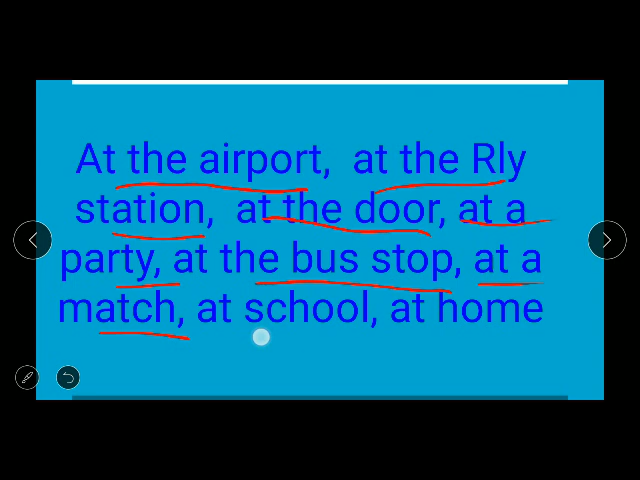 At the airport, at the Rly
station, at the door, at a
party, at the bus stop, at a
match, at school, at home